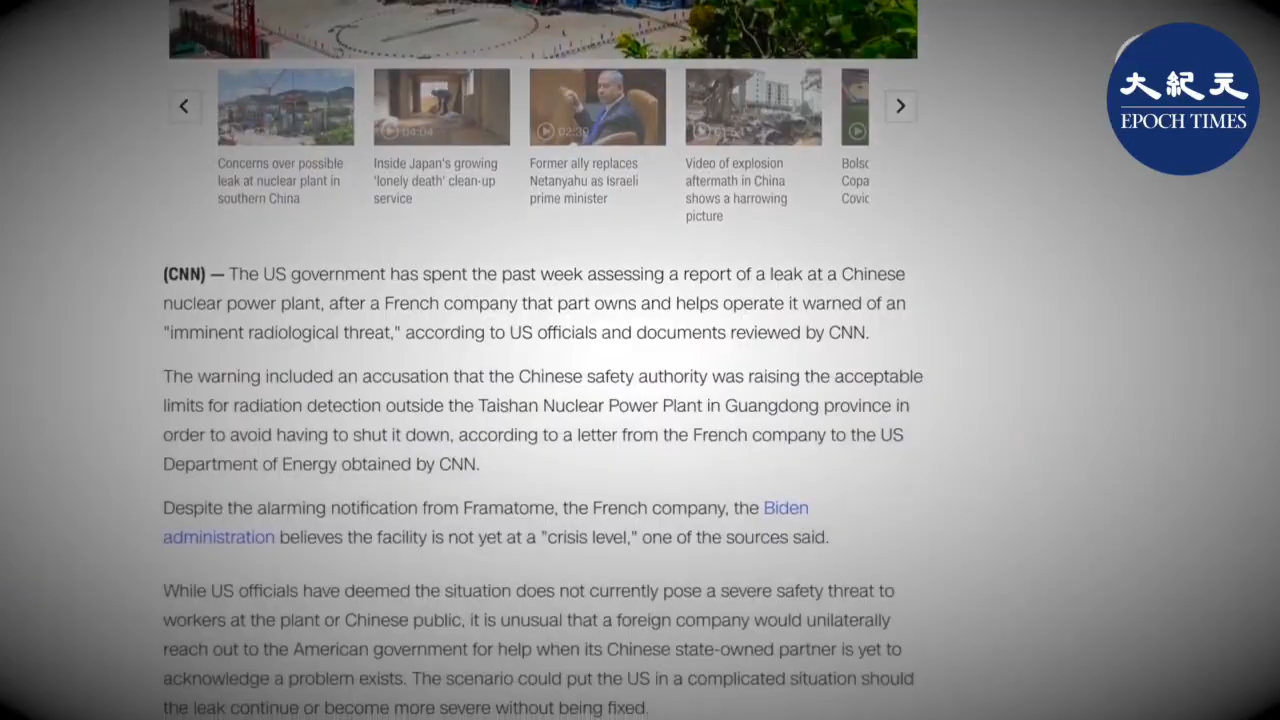 大紀元
EPOCH TIMES
04:04
02:39
Concerns over possible
leak at nuclear plant in
southern China
Inside Japan's growing
'lonely death' clean-up
service
Former ally replaces
Netanyahu as Israeli
prime minister
Video of explosion
aftermath in China
shows a harrowing
picture
Bolsc
Copa
Covic
(CNN) — The US government has spent the past week assessing a report of a leak at a Chinese
nuclear power plant, after a French company that part owns and helps operate it warned of an
"imminent radiological threat," according to US officials and documents reviewed by CNN.
The warning included an accusation that the Chinese safety authority was raising the acceptable
limits for radiation detection outside the Taishan Nuclear Power Plant in Guangdong province in
order to avoid having to shut it down, according to a letter from the French company to the US
Department of Energy obtained by CNN.
Despite the alarming notification from Framatome, the French company, the Biden
administration believes the facility is not yet at a "crisis level," one of the sources said.
While US officials have deemed the situation does not currently pose a severe safety threat to
workers at the plant or Chinese public, it is unusual that a foreign company would unilaterally
reach out to the American government for help when its Chinese state-owned partner is yet to
acknowledge a problem exists. The scenario could put the US in a complicated situation should
the leak continue or become more severe without being fixed.